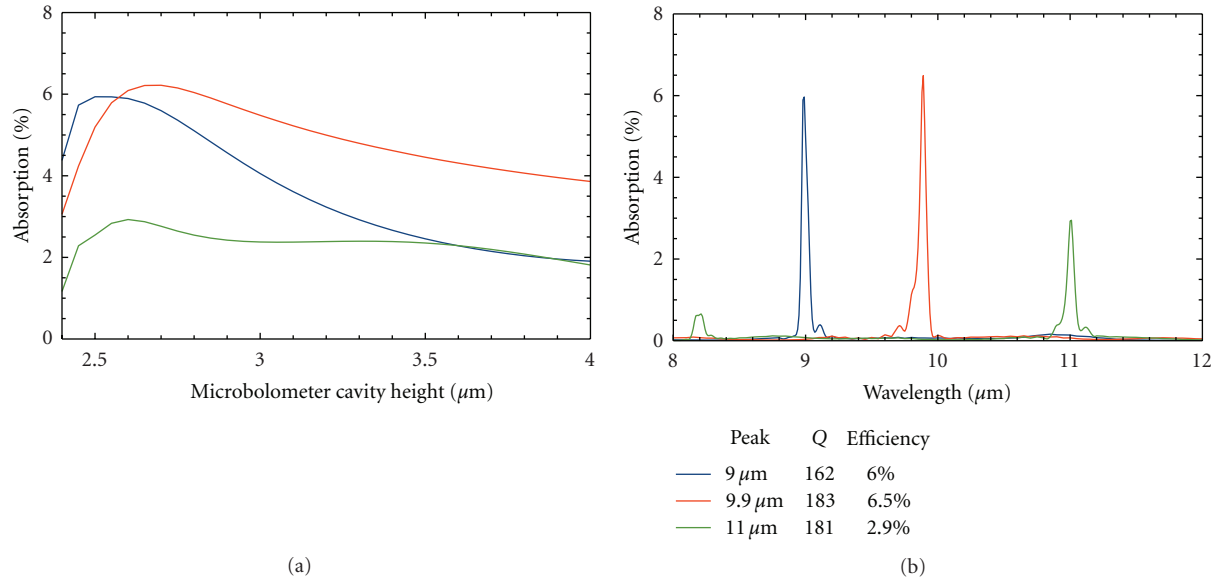 8
6
4
2
0
Absorption (%)
2.5 3 3.5 4
Microbolometer cavity height (μm)
(a)
8
6
4
2
0
Absorption (%)
8 9 10 11 12
Wavelength (μm)
Peak Q Efficiency
9 μm 162 6%
9.9 μm 183 6.5%
11 μm 181 2.9%
(b)